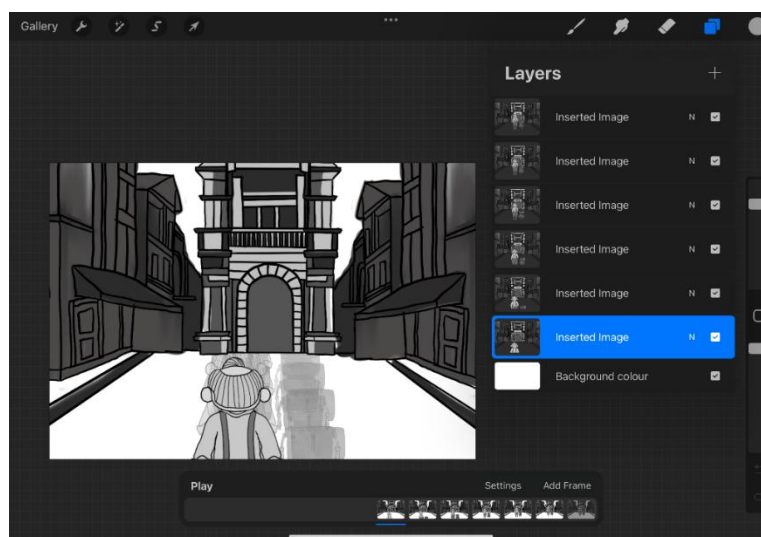 Gallery
Layers
Inserted Image N
Inserted Image N
Inserted Image N
Inserted Image N
Inserted Image N
Inserted Image N
Background colour
Play Settings Add Frame